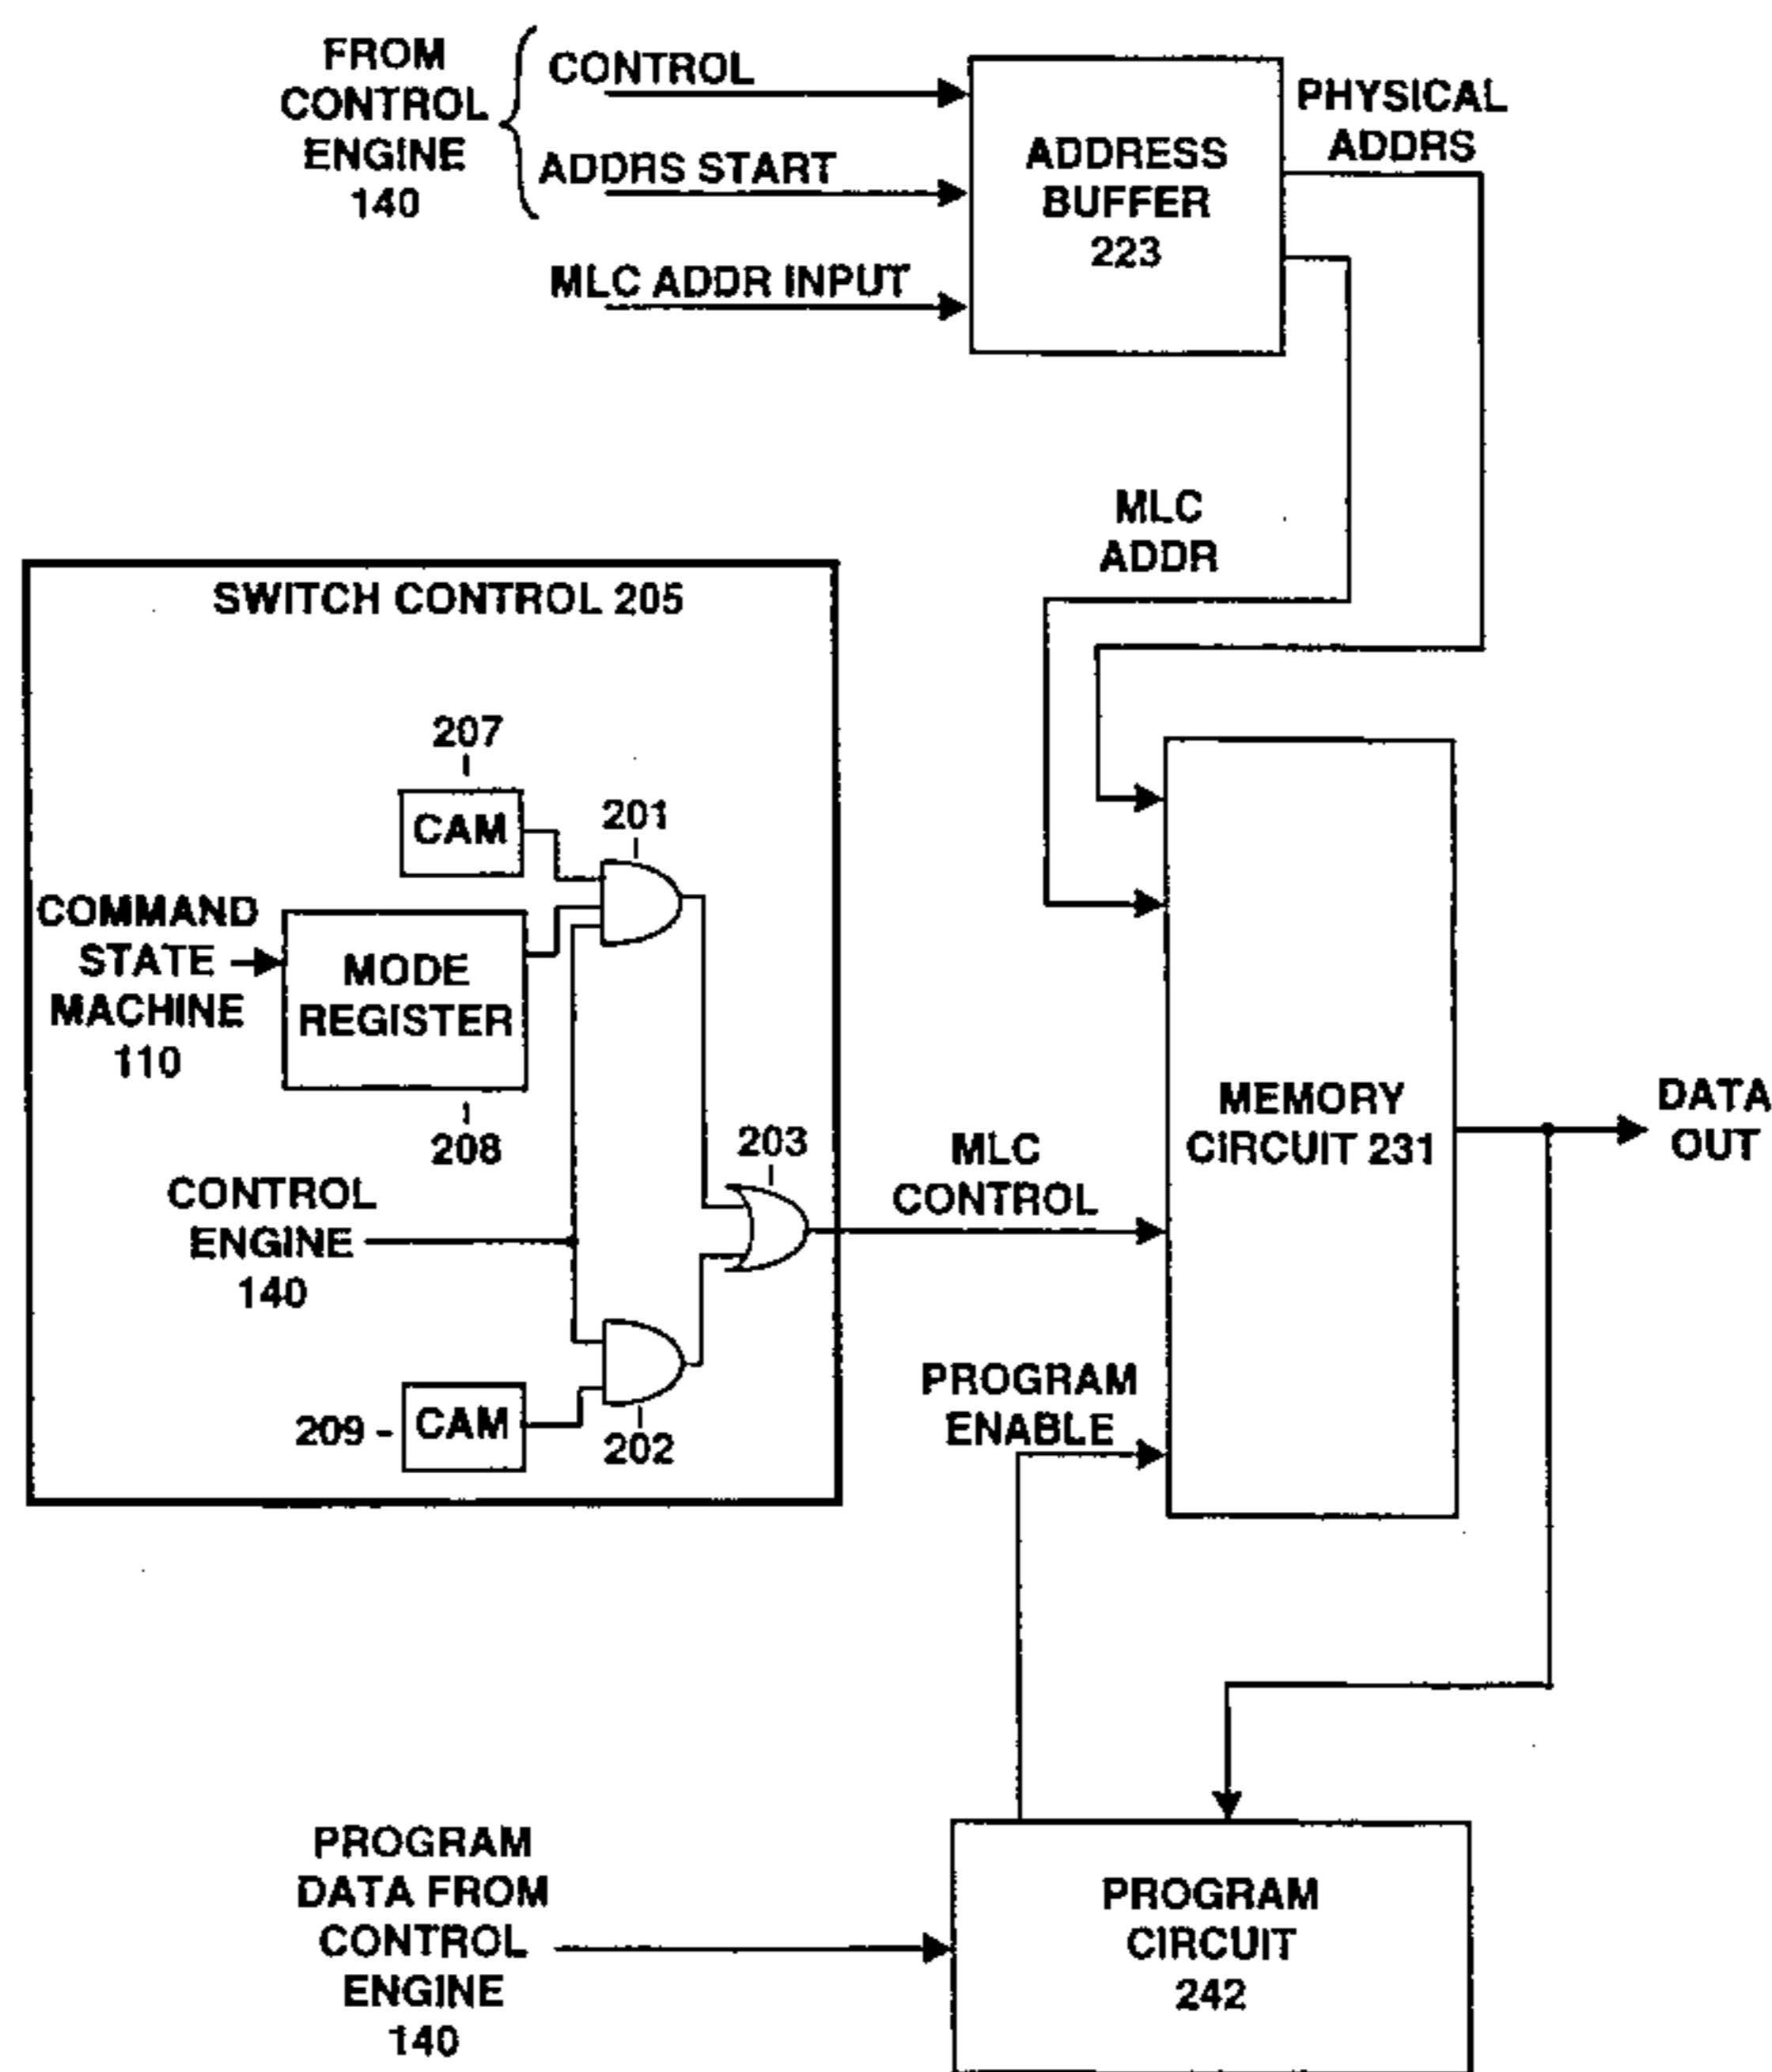 FROM
CONTROL
ENGINE
140
CONTROL
ADDRS START
MLC ADDR INPUT
ADDRESS
BUFFER
223
PHYSICAL
ADDRS
MLC
ADDR
SWITCH CONTROL 205
207
CAM
201
COMMAND
STATE
MACHINE
110
MODE
REGISTER
208
CONTROL
ENGINE
140
203
209
CAM
202
MLC
CONTROL
PROGRAM
ENABLE
MEMORY
CIRCUIT 231
DATA
OUT
PROGRAM
DATA FROM
CONTROL
ENGINE
140
PROGRAM
CIRCUIT
242